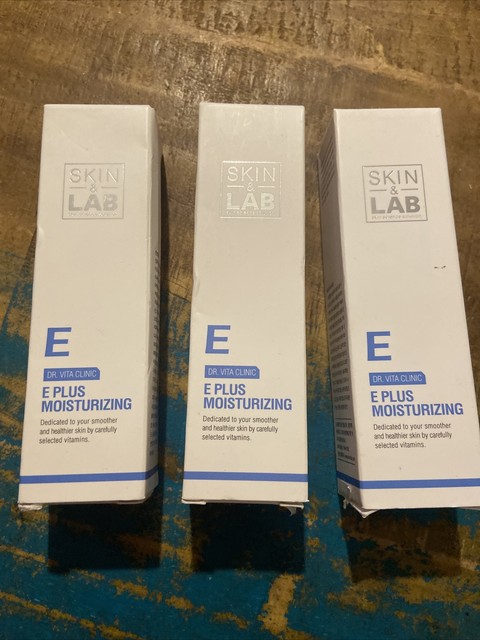 SKIN
&
LAB
E
DR. VITA CLINIC
E PLUS
MOISTURIZING
Dedicated to your smoother
and healthier skin by carefully
selected vitamins.
SKIN
&
LAB
E
DR. VITA CLINIC
E PLUS
MOISTURIZING
Dedicated to your smoother
and healthier skin by carefully
selected vitamins.
SKIN
&
LAB
E
DR. VITA CLINIC
E PLUS
MOISTURIZING
Dedicated to your smoother
and healthier skin by carefully
selected vitamins.